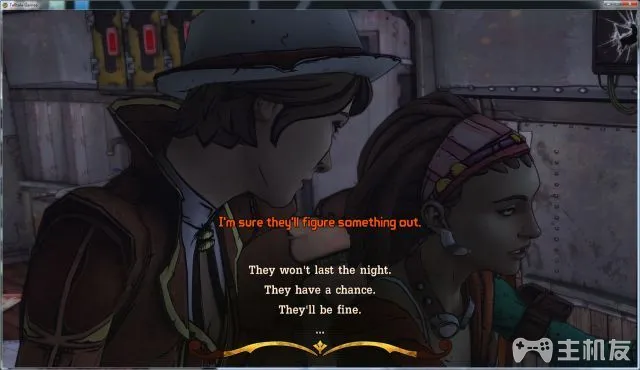 Telltale Games
I'm sure they'll figure something out.
They won't last the night.
They have a chance.
They'll be fine.
...
主机友